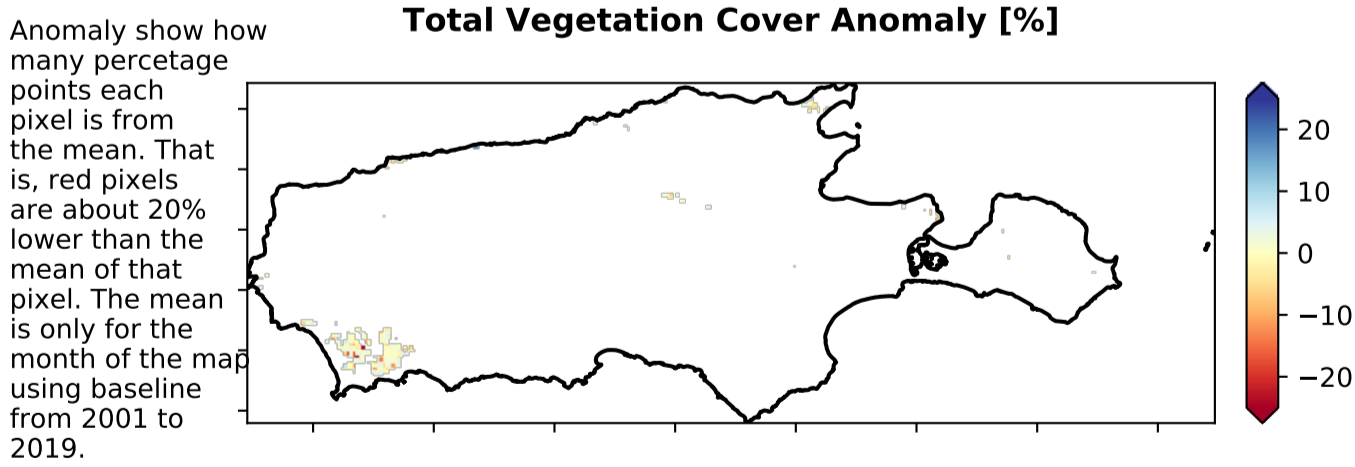 Total Vegetation Cover Anomaly [%]
Anomaly show how
many percetage
points each
pixel is from
the mean. That
is, red pixels
are about 20%
lower than the
mean of that
pixel. The mean
is only for the
month of the map
using baseline
from 2001 to
2019.
20
10
0
−10
−20